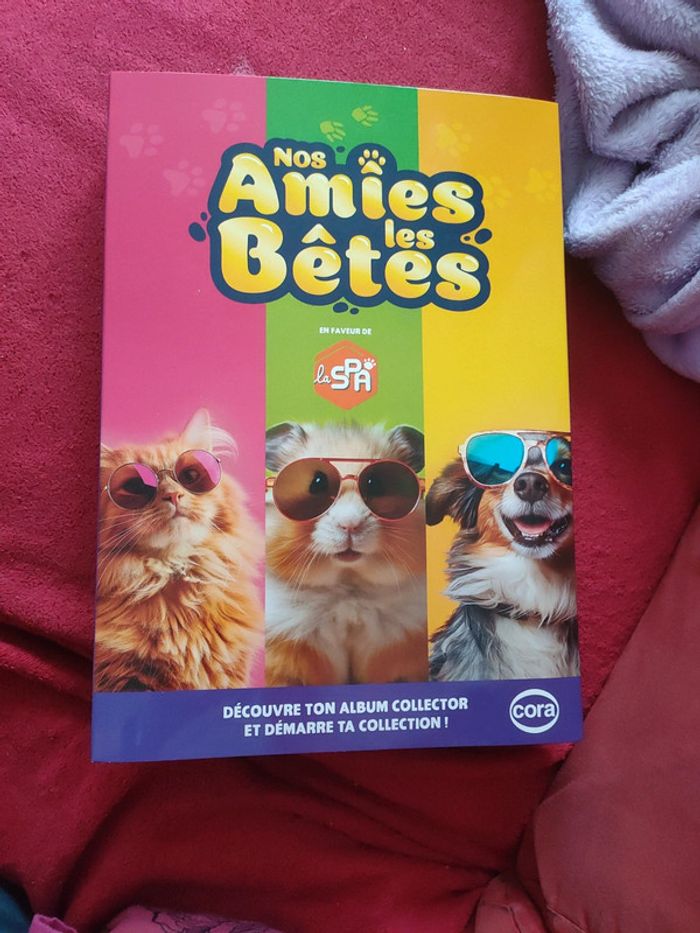 Nos
Amies
les
Bêtes
EN FAVEUR DE
la SPA
DÉCOUVRE TON ALBUM COLLECTOR
ET DÉMARRE TA COLLECTION !
cora